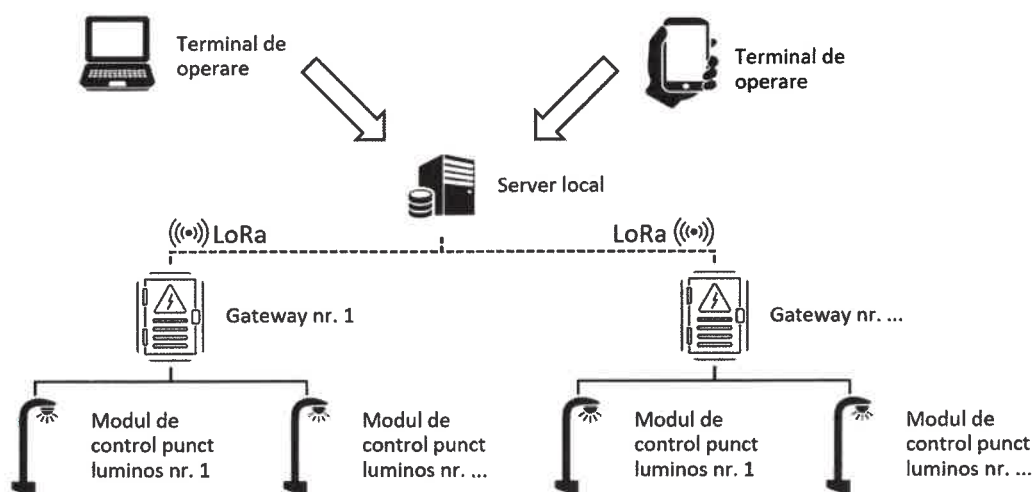 Terminal de
operare
Terminal de
operare
Server local
LoRa
LoRa
Gateway nr. 1
Gateway nr. ...
Modul de
control punct
luminos nr. 1
Modul de
control punct
luminos nr. ...
Modul de
control punct
luminos nr. 1
Modul de
control punct
luminos nr. ...